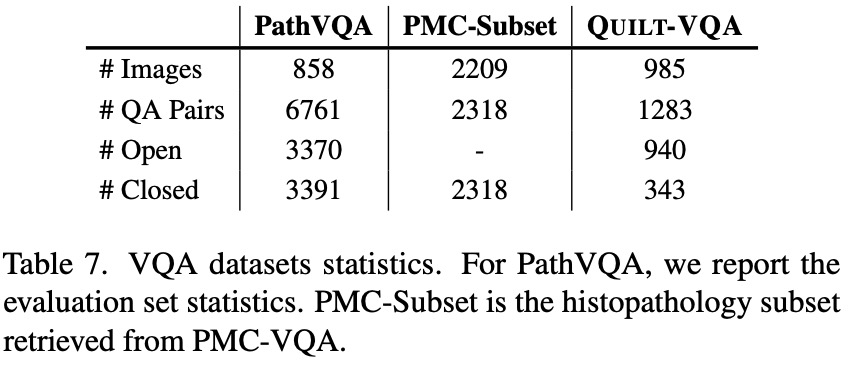 PathVQA PMC-Subset QUILT-VQA
# Images 858 2209 985
# QA Pairs 6761 2318 1283
# Open 3370 - 940
# Closed 3391 2318 343
Table 7. VQA datasets statistics. For PathVQA, we report the
evaluation set statistics. PMC-Subset is the histopathology subset
retrieved from PMC-VQA.